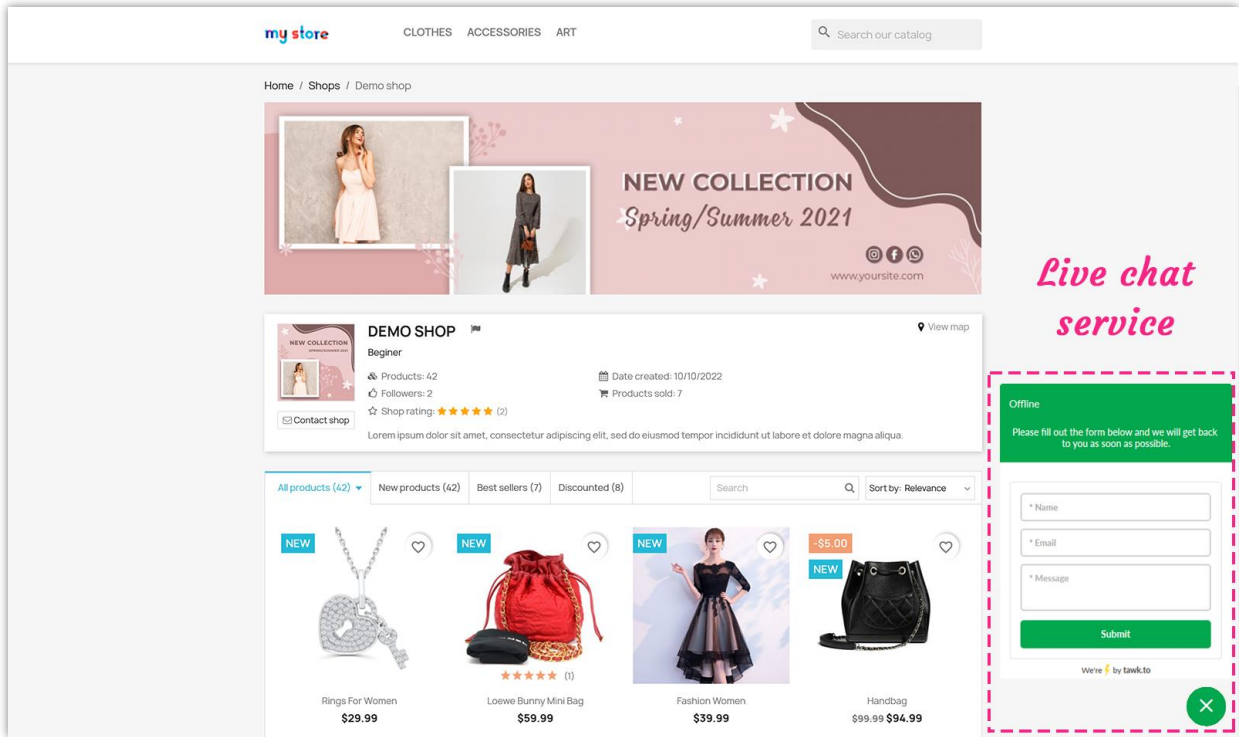 my store
CLOTHES ACCESSORIES ART
Search our catalog
Home / Shops / Demo shop
NEW COLLECTION
Spring/Summer 2021
www.yoursite.com
Live chat
service
NEW COLLECTION
SPRING/SUMMER 2021
DEMO SHOP
View map
Beginer
Products: 42
Date created: 10/10/2022
Followers: 2
Products sold: 7
Shop rating: (2)
Contact shop
Lorem ipsum dolor sit amet, consectetur adipiscing elit, sed do eiusmod tempor incididunt ut labore et dolore magna aliqua.
All products (42) New products (42) Best sellers (7) Discounted (8) Search Sort by: Relevance
NEW NEW NEW -$5.00
NEW
(1)
Rings For Women Loewe Bunny Mini Bag Fashion Women Handbag
$29.99 $59.99 $39.99 $99.99 $94.99
Offline
Please fill out the form below and we will get back
to you as soon as possible.
* Name
* Email
* Message
Submit
We're by tawk.to